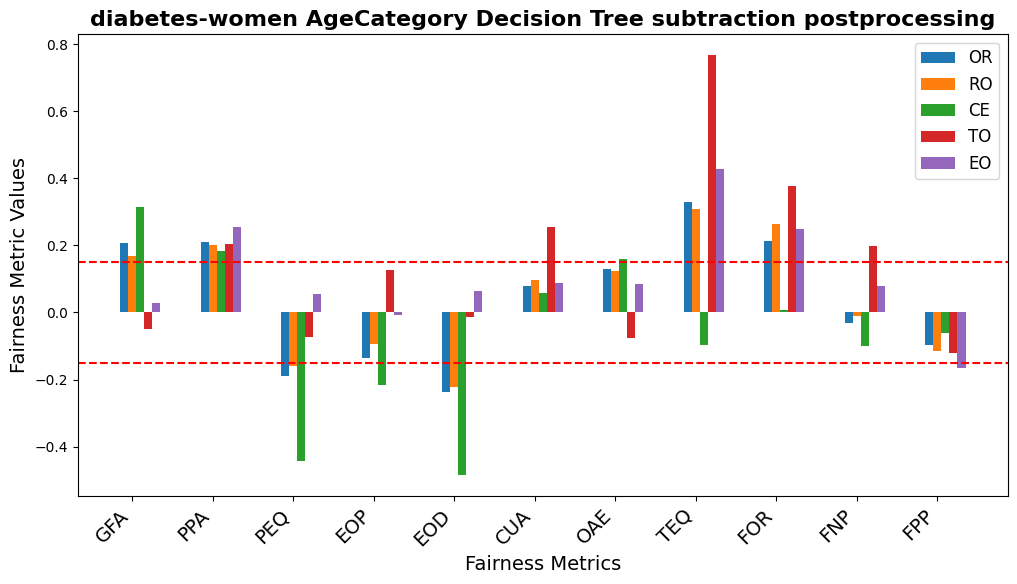 diabetes-women AgeCategory Decision Tree subtraction postprocessing
0.8
0.6
0.4
0.2
0.0
−0.2
−0.4
Fairness Metric Values
OR
RO
CE
TO
EO
GFA
PPA
PEQ
EOP
EOD
CUA
OAE
TEQ
FOR
FNP
FPP
Fairness Metrics